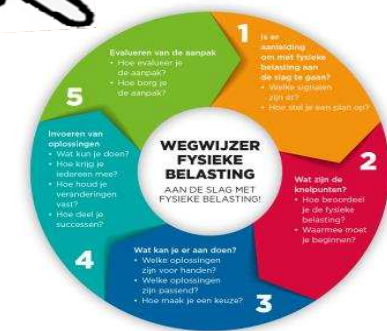 WEGWIJZER
FYSIEKE
BELASTING
AAN DE SLAG MET
FYSIEKE BELASTING!
1
Is er
aanleiding
om met fysieke
belasting aan
de slag te gaan?
• Welke signalen
zijn er?
• Hoe stel je een plan op?
2
Wat zijn de
knelpunten?
• Hoe beoordeel
je de fysieke
belasting?
• Waarmee moet
je beginnen?
3
Wat kan je er aan doen?
• Welke oplossingen
zijn voor handen?
• Welke oplossingen
zijn passend?
• Hoe maak je een keuze?
4
Invoeren van
oplossingen
• Wat kun je doen?
• Hoe krijg je
iedereen mee?
• Hoe houd je
veranderingen
vast?
• Hoe deel je
successen?
5
Evalueren van de aanpak
• Hoe evalueer je
de aanpak?
• Hoe borg je
de aanpak?